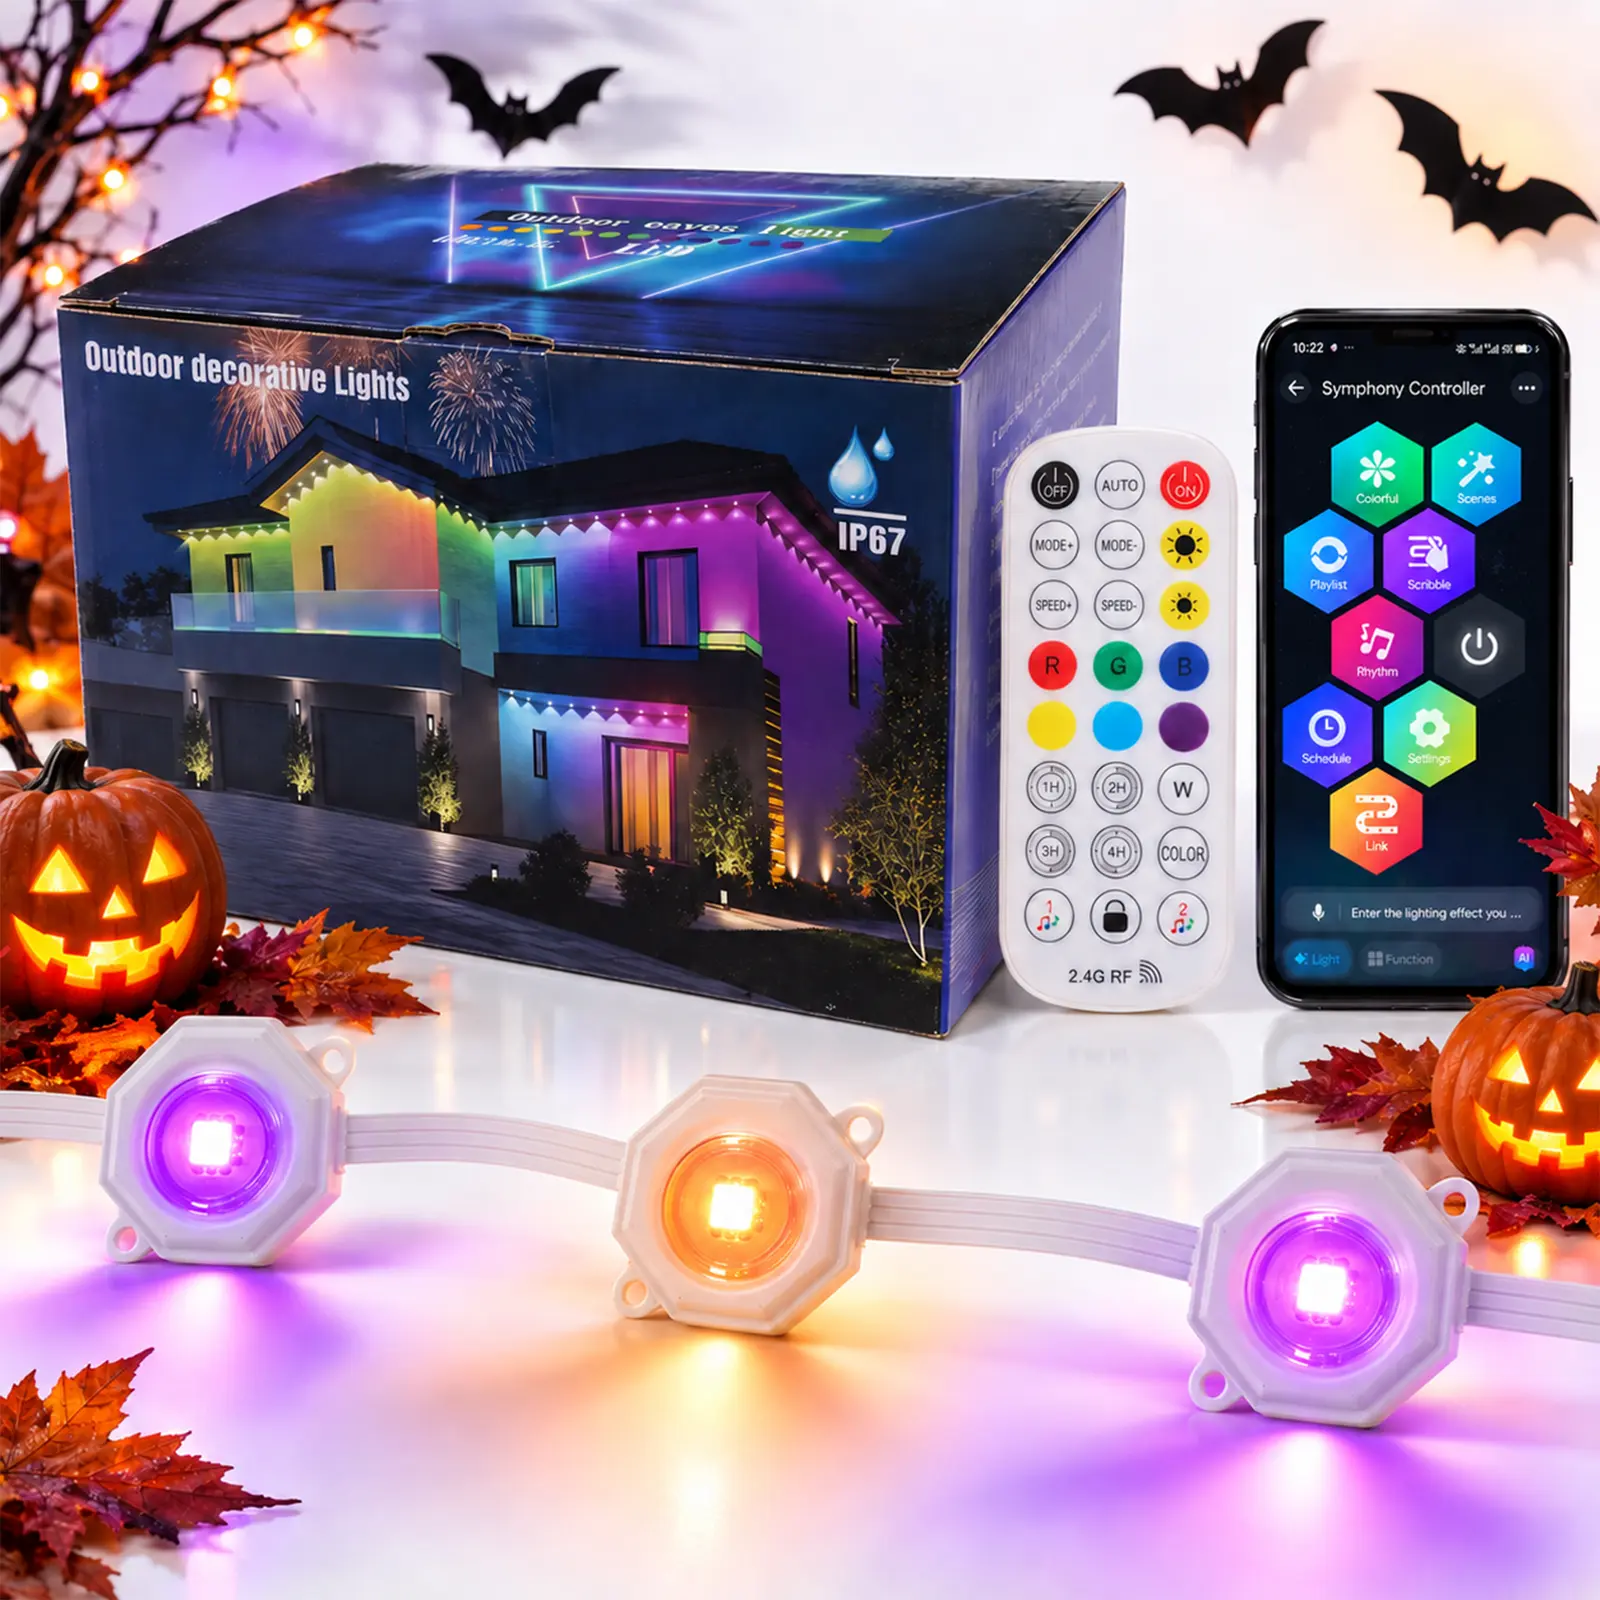 Outdoor eaves light
LED
Outdoor decorative Lights
IP67
OFF
AUTO
ON
MODE+
MODE-
SPEED+
SPEED-
R
G
B
1H
2H
W
3H
4H
COLOR
1
2
2.4G RF
10:22
Symphony Controller
Colorful
Scenes
Playlist
Scribble
Rhythm
Schedule
Settings
Link
Enter the lighting effect you ...
Light
Function
AI